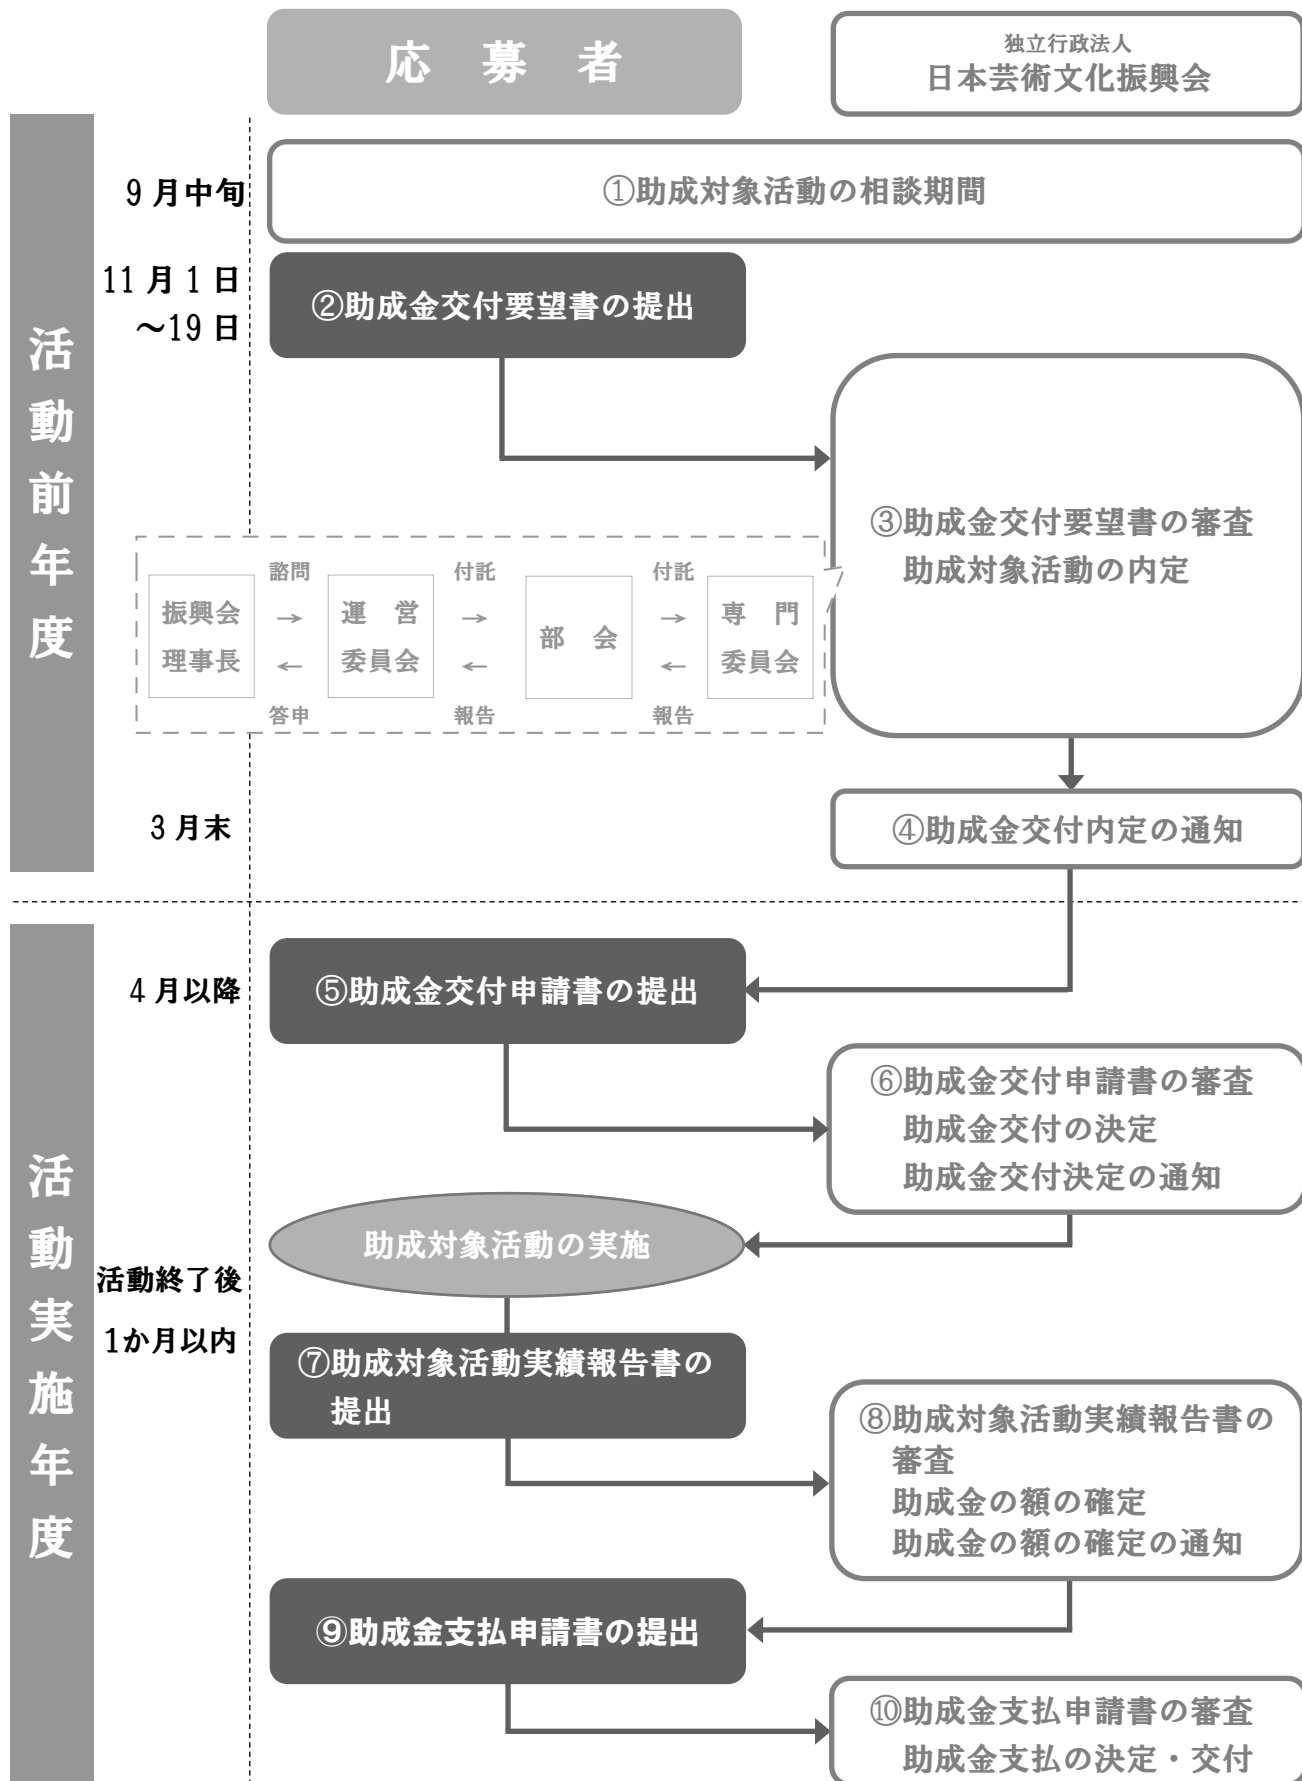 応 募 者
独立行政法人
日本芸術文化振興会
活動前年度
9月中旬
①助成対象活動の相談期間
11月1日
～19日
②助成金交付要望書の提出
③助成金交付要望書の審査
助成対象活動の内定
諮問
付託
付託
振興会
理事長
→
←
運 営
委員会
→
←
部 会
→
←
専 門
委員会
答申
報告
報告
3月末
④助成金交付内定の通知
活動実施年度
4月以降
⑤助成金交付申請書の提出
⑥助成金交付申請書の審査
助成金交付の決定
助成金交付決定の通知
助成対象活動の実施
活動終了後
1か月以内
⑦助成対象活動実績報告書の
提出
⑧助成対象活動実績報告書の
審査
助成金の額の確定
助成金の額の確定の通知
⑨助成金支払申請書の提出
⑩助成金支払申請書の審査
助成金支払の決定・交付